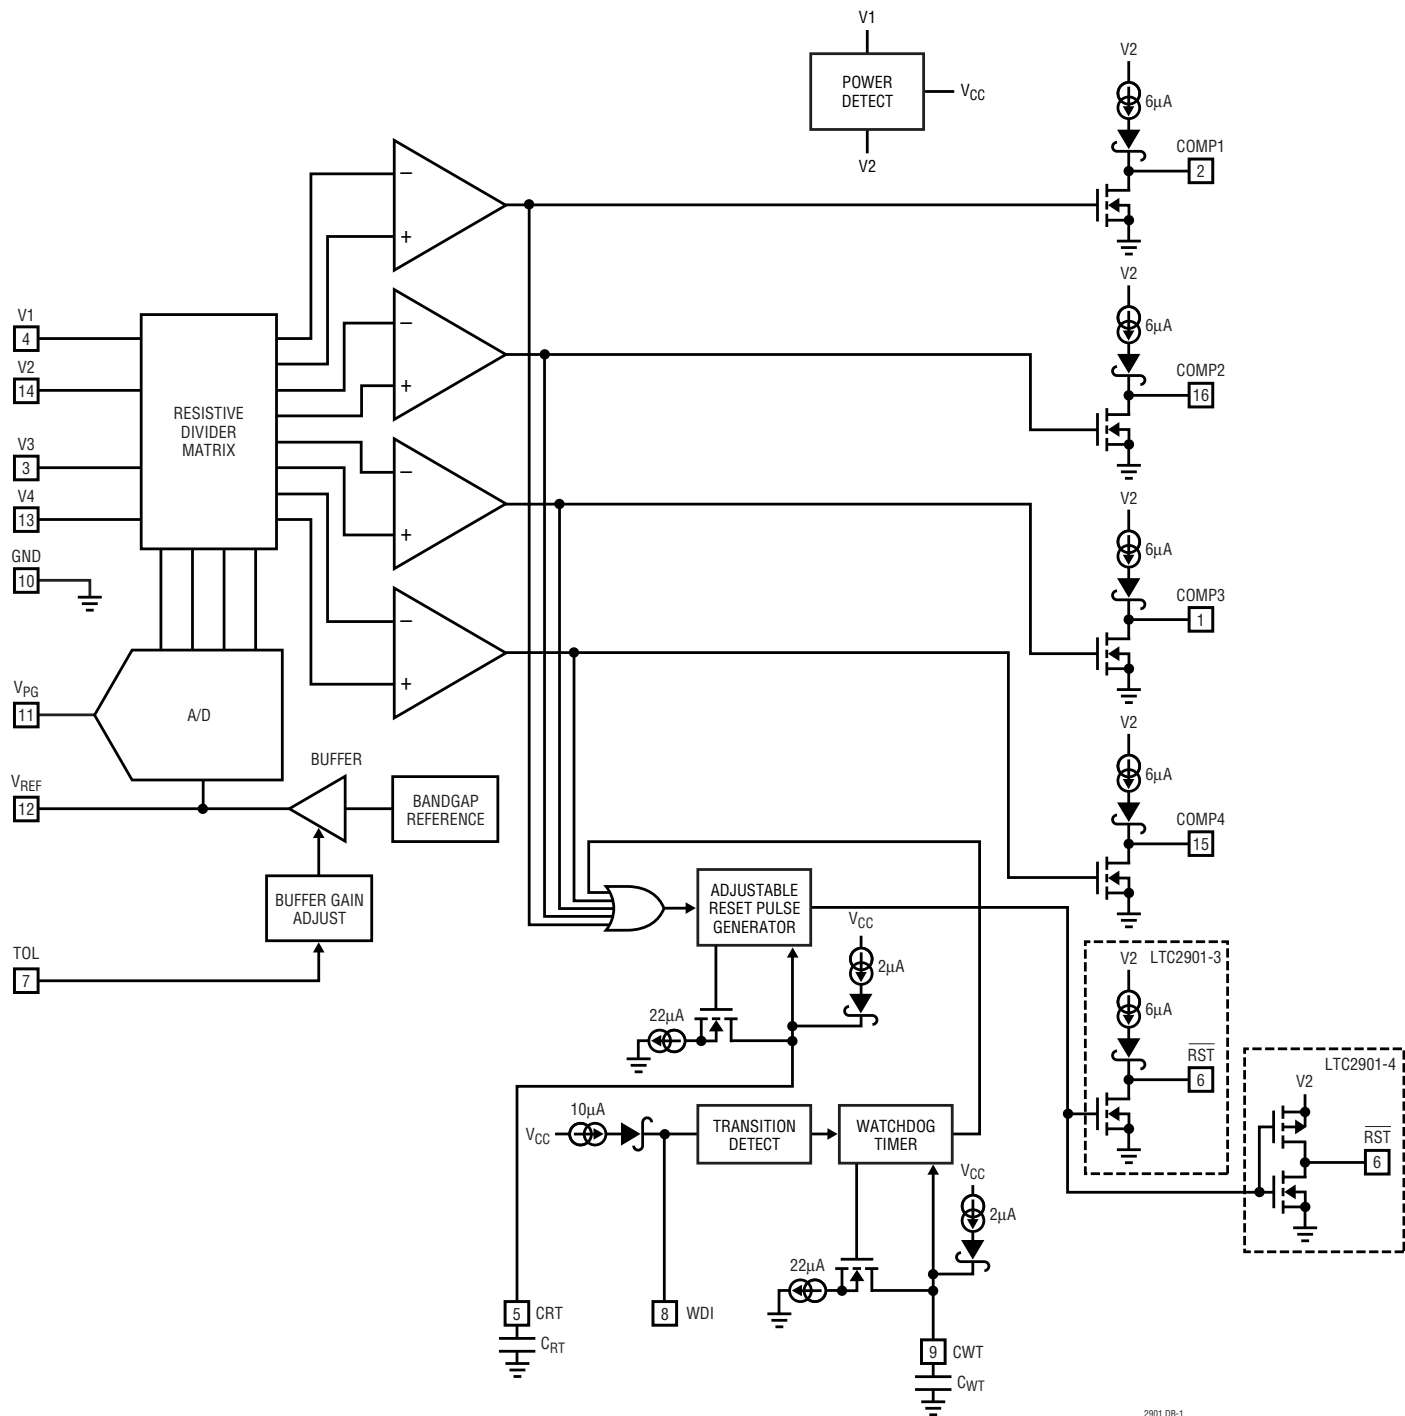 V1
POWER
DETECT
VCC
V2
V2
6µA
COMP1
2
−
+
V2
6µA
COMP2
16
−
+
V1
4
V2
14
V3
3
V4
13
GND
10
RESISTIVE
DIVIDER
MATRIX
V2
6µA
COMP3
1
−
+
−
+
VPG
11
A/D
V2
6µA
COMP4
15
VREF
12
BUFFER
BANDGAP
REFERENCE
BUFFER GAIN
ADJUST
TOL
7
ADJUSTABLE
RESET PULSE
GENERATOR
VCC
2µA
22µA
LTC2901-3
V2
6µA
RST
6
LTC2901-4
V2
RST
6
10µA
VCC
TRANSITION
DETECT
WATCHDOG
TIMER
VCC
2µA
22µA
5 CRT
CRT
8 WDI
9 CWT
CWT
2901 DB-1